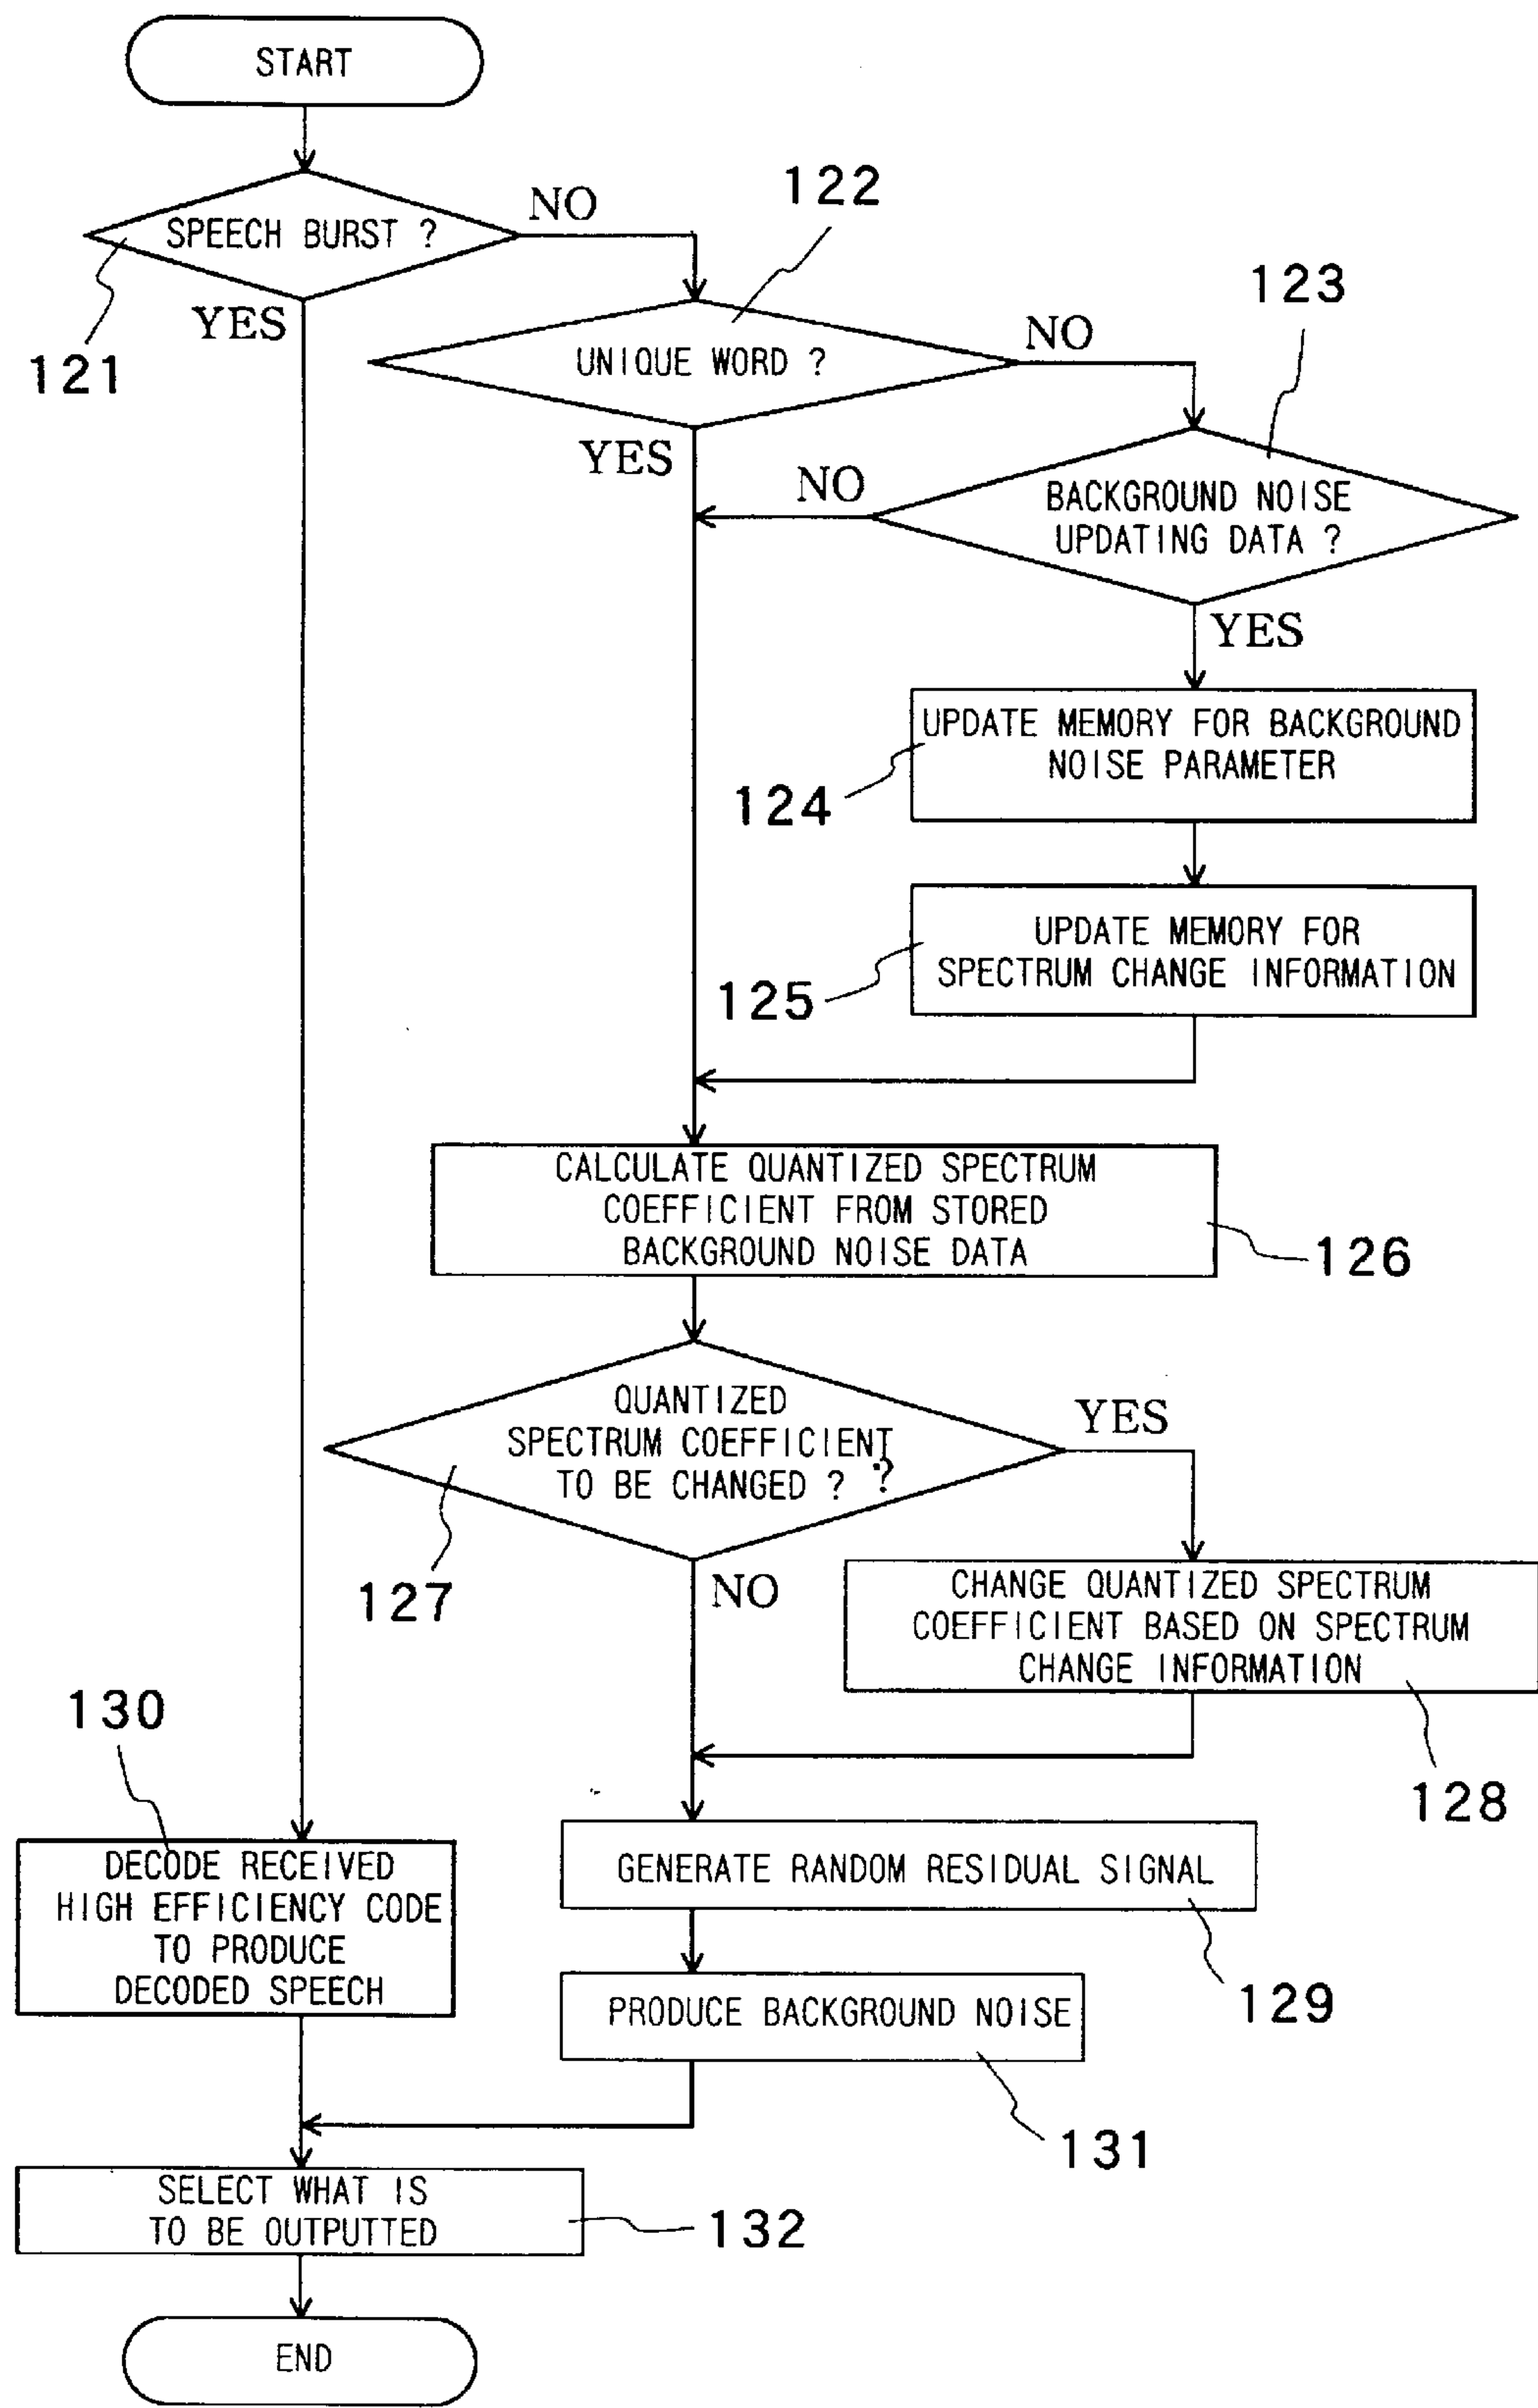 START
SPEECH BURST ?
NO
YES
121
122
UNIQUE WORD ?
NO
YES
123
BACKGROUND NOISE
UPDATING DATA ?
NO
YES
UPDATE MEMORY FOR BACKGROUND
NOISE PARAMETER
124
UPDATE MEMORY FOR
SPECTRUM CHANGE INFORMATION
125
CALCULATE QUANTIZED SPECTRUM
COEFFICIENT FROM STORED
BACKGROUND NOISE DATA
126
QUANTIZED
SPECTRUM COEFFICIENT
TO BE CHANGED ? ?
YES
127
NO
CHANGE QUANTIZED SPECTRUM
COEFFICIENT BASED ON SPECTRUM
CHANGE INFORMATION
128
130
DECODE RECEIVED
HIGH EFFICIENCY CODE
TO PRODUCE
DECODED SPEECH
GENERATE RANDOM RESIDUAL SIGNAL
129
PRODUCE BACKGROUND NOISE
131
SELECT WHAT IS
TO BE OUTPUTTED
132
END